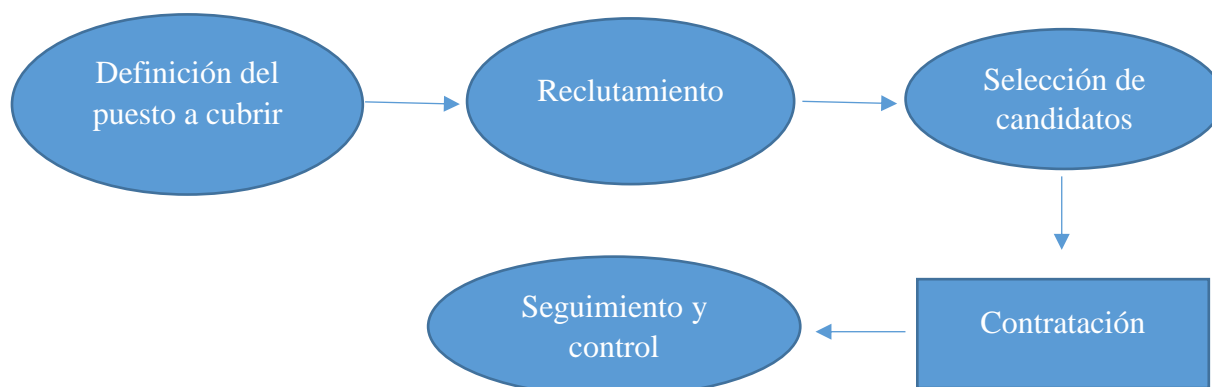 Definición del
puesto a cubrir
Reclutamiento
Selección de
candidatos
Contratación
Seguimiento y
control